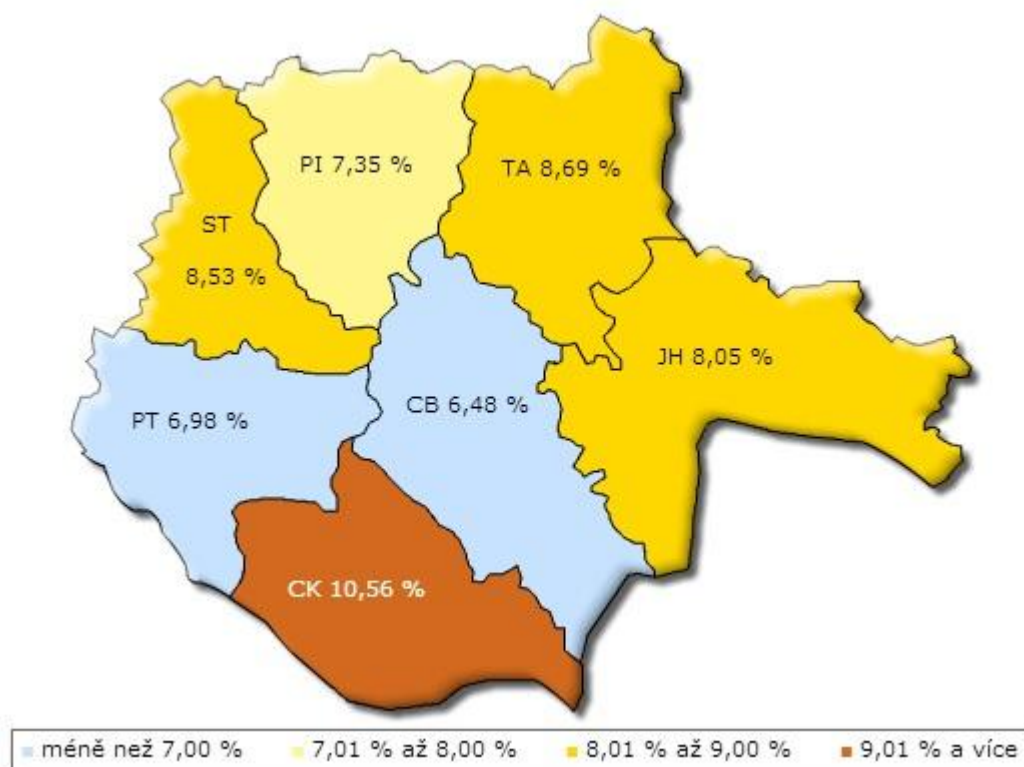 PI 7,35 %
TA 8,69 %
ST
8,53 %
JH 8,05 %
PT 6,98 %
CB 6,48 %
CK 10,56 %
méně než 7,00 % 7,01 % až 8,00 % 8,01 % až 9,00 % 9,01 % a více